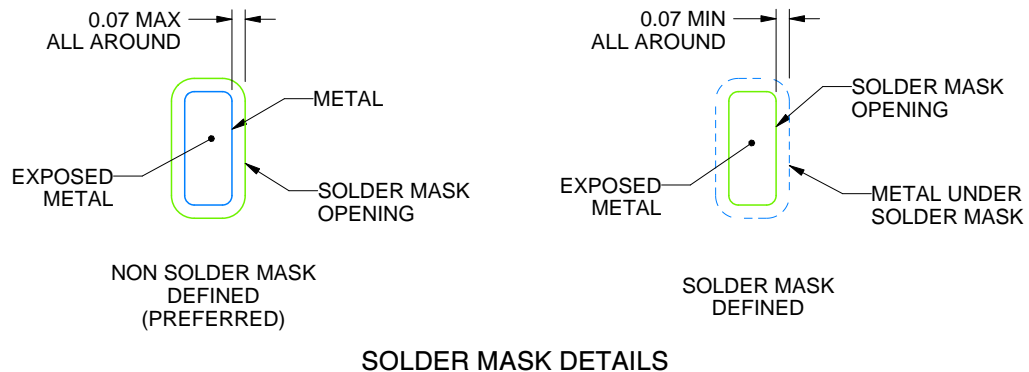 0.07 MAX
ALL AROUND
METAL
EXPOSED
METAL
SOLDER MASK
OPENING
NON SOLDER MASK
DEFINED
(PREFERRED)
0.07 MIN
ALL AROUND
SOLDER MASK
OPENING
EXPOSED
METAL
METAL UNDER
SOLDER MASK
SOLDER MASK
DEFINED
SOLDER MASK DETAILS